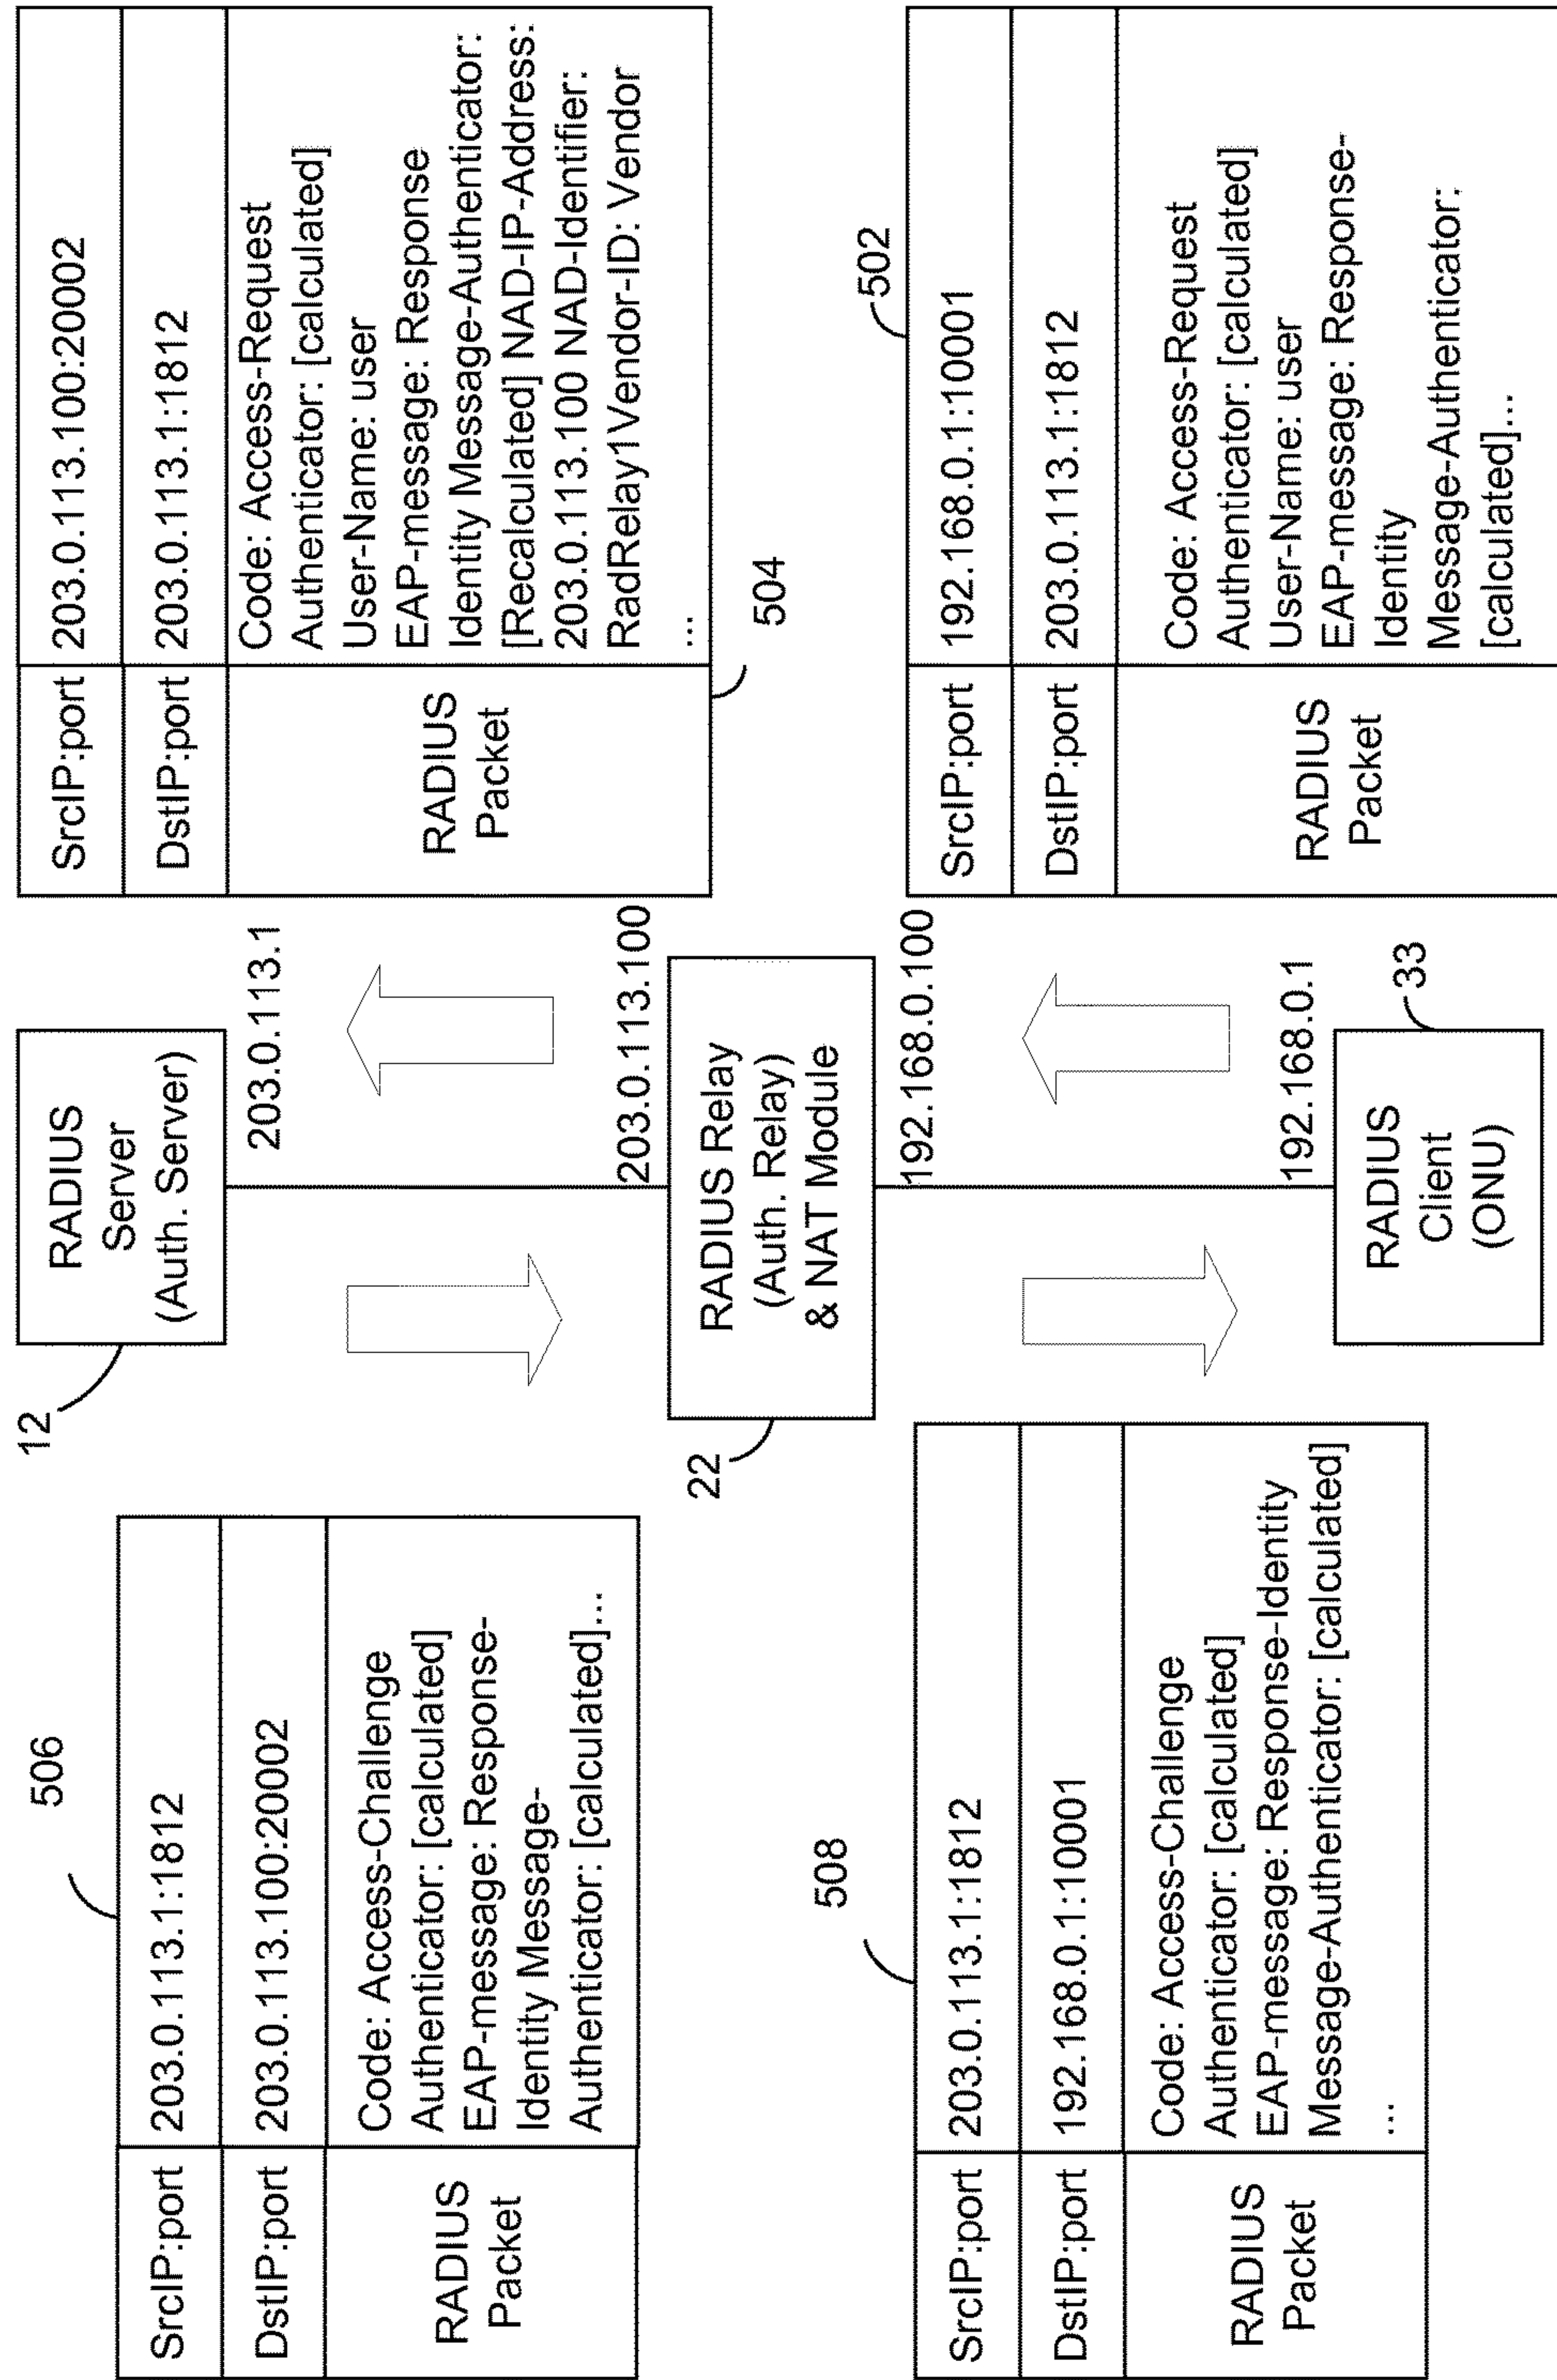 506
SrcIP:port 203.0.113.1:1812
DstIP:port 203.0.113.100:20002
RADIUS
Packet
Code: Access-Challenge
Authenticator: [calculated]
EAP-message: Response-
Identity Message-
Authenticator: [calculated]...
12
RADIUS
Server
(Auth. Server)
203.0.113.1
SrcIP:port 203.0.113.100:20002
DstIP:port 203.0.113.1:1812
RADIUS
Packet
Code: Access-Request
Authenticator: [calculated]
User-Name: user
EAP-message: Response
Identity Message-Authenticator:
[Recalculated] NAD-IP-Address:
203.0.113.100 NAD-Identifier:
RadRelay1Vendor-ID: Vendor
...
504
203.0.113.100
22
RADIUS Relay
(Auth. Relay)
& NAT Module
192.168.0.100
508
SrcIP:port 203.0.113.1:1812
DstIP:port 192.168.0.1:10001
RADIUS
Packet
Code: Access-Challenge
Authenticator: [calculated]
EAP-message: Response-Identity
Message-Authenticator: [calculated]
...
192.168.0.1
RADIUS
Client
(ONU)
33
502
SrcIP:port 192.168.0.1:10001
DstIP:port 203.0.113.1:1812
RADIUS
Packet
Code: Access-Request
Authenticator: [calculated]
User-Name: user
EAP-message: Response-
Identity
Message-Authenticator:
[calculated]...